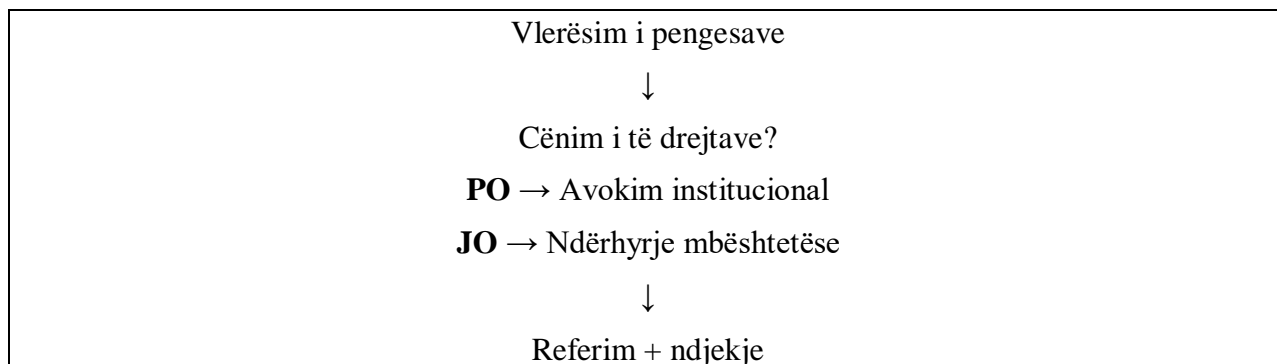 Vlerësim i pengesave
↓
Cënim i të drejtave?
PO → Avokim institucional
JO → Ndërhyrje mbështetëse
↓
Referim + ndjekje